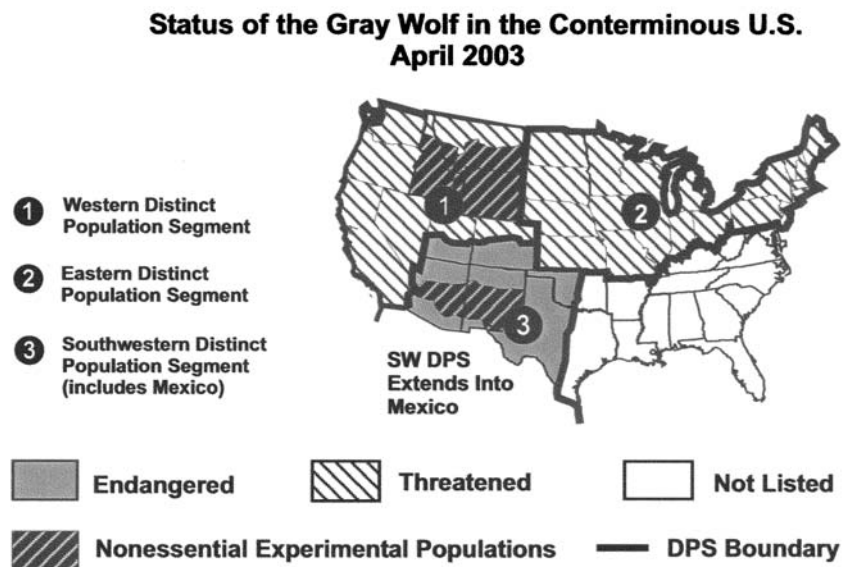 Status of the Gray Wolf in the Conterminous U.S.
April 2003
1 Western Distinct
Population Segment
2 Eastern Distinct
Population Segment
3 Southwestern Distinct
Population Segment
(includes Mexico)
1
2
3
SW DPS
Extends Into
Mexico
Endangered
Threatened
Not Listed
Nonessential Experimental Populations
DPS Boundary